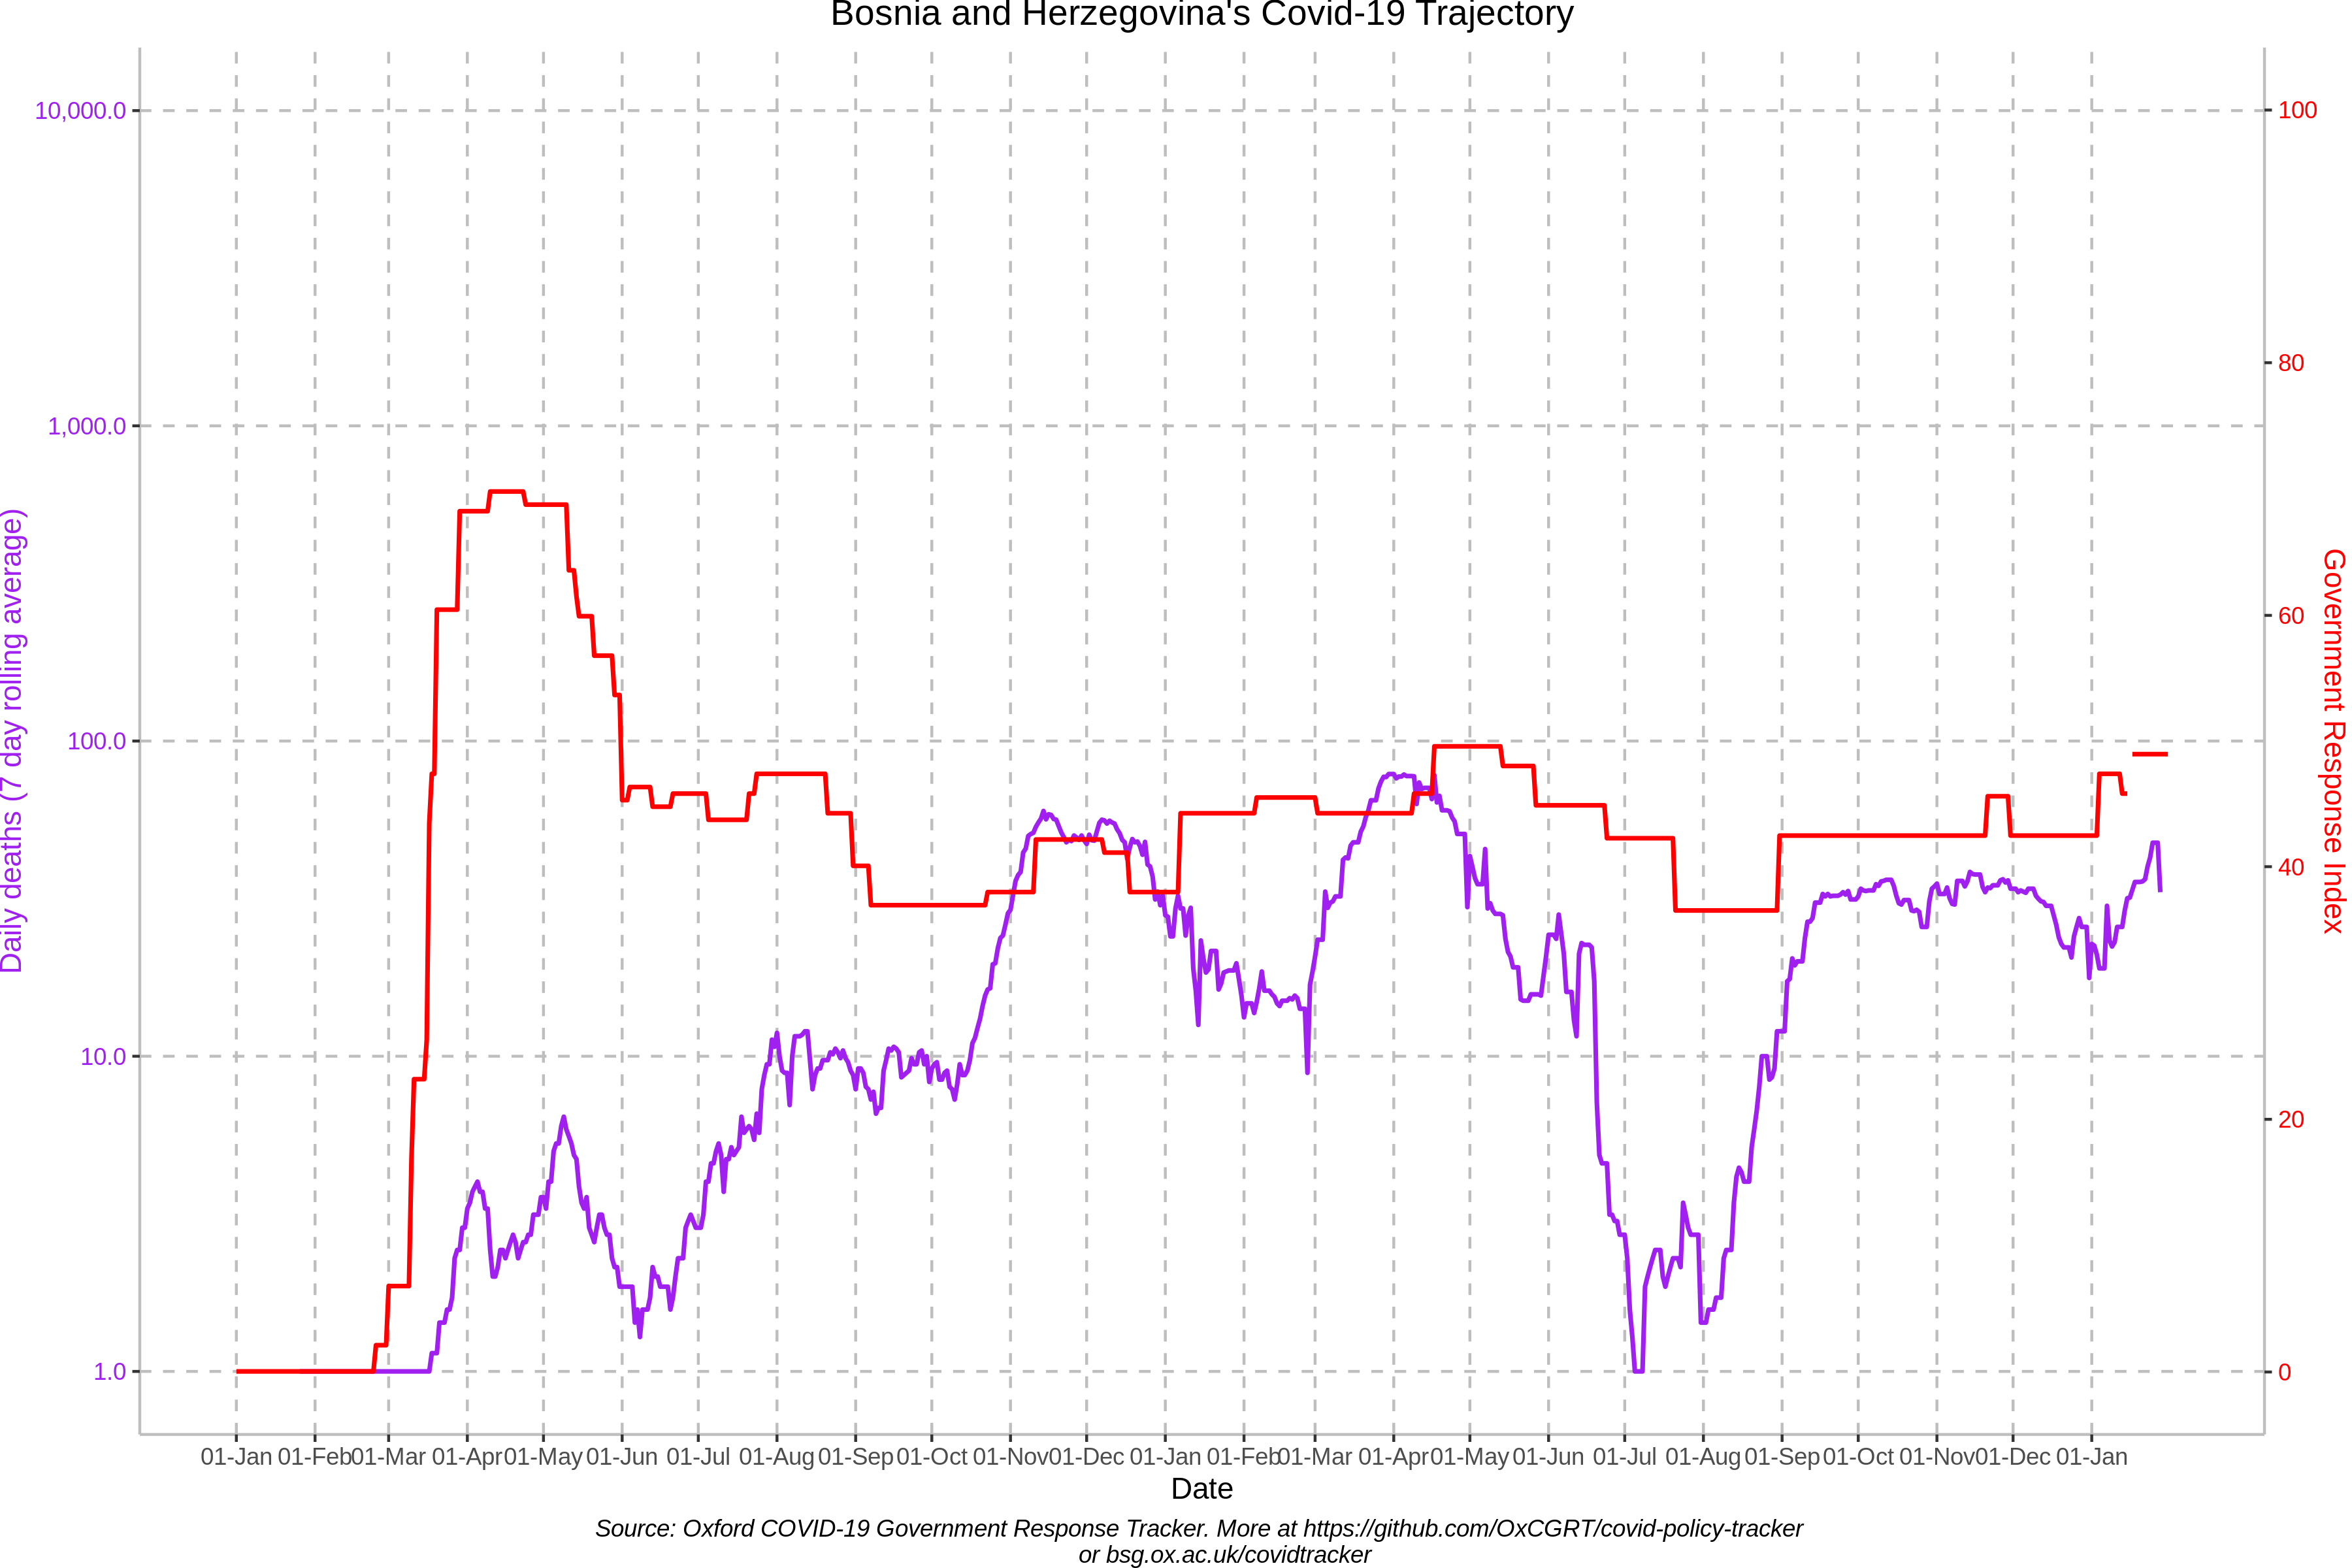 Bosnia and Herzegovina's Covid-19 Trajectory
10,000.0
1,000.0
100.0
10.0
1.0
Daily deaths (7 day rolling average)
100
80
60
40
20
0
Government Response Index
01-Jan 01-Feb 01-Mar 01-Apr 01-May 01-Jun 01-Jul 01-Aug 01-Sep 01-Oct 01-Nov 01-Dec 01-Jan 01-Feb 01-Mar 01-Apr 01-May 01-Jun 01-Jul 01-Aug 01-Sep 01-Oct 01-Nov 01-Dec 01-Jan
Date
Source: Oxford COVID-19 Government Response Tracker. More at https://github.com/OxCGRT/covid-policy-tracker
or bsg.ox.ac.uk/covidtracker